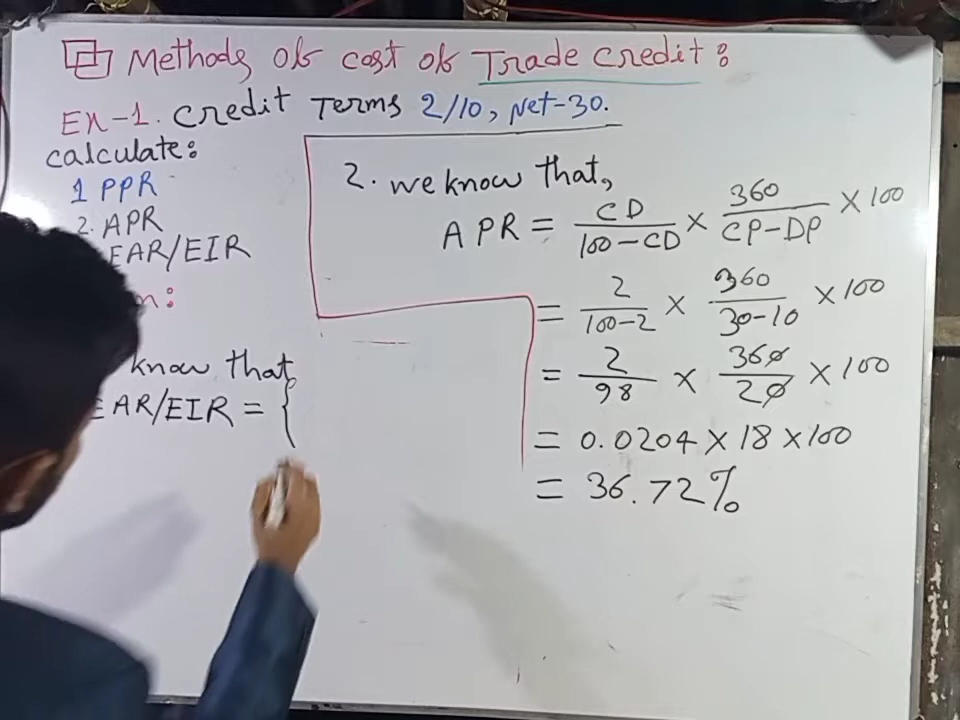 Methods of cost of Trade Credit:
Ex-1. Credit Terms 2/10, Net-30.
calculate:
1 PPR
2. APR
EAR/EIR
n:
know that,
EAR/EIR = {
2. we know that,
APR = CD/100-CD × 360/CP-DP × 100
= 2/100-2 × 360/30-10 × 100
= 2/98 × 360/20 × 100
= 0.0204 × 18 × 100
= 36.72%